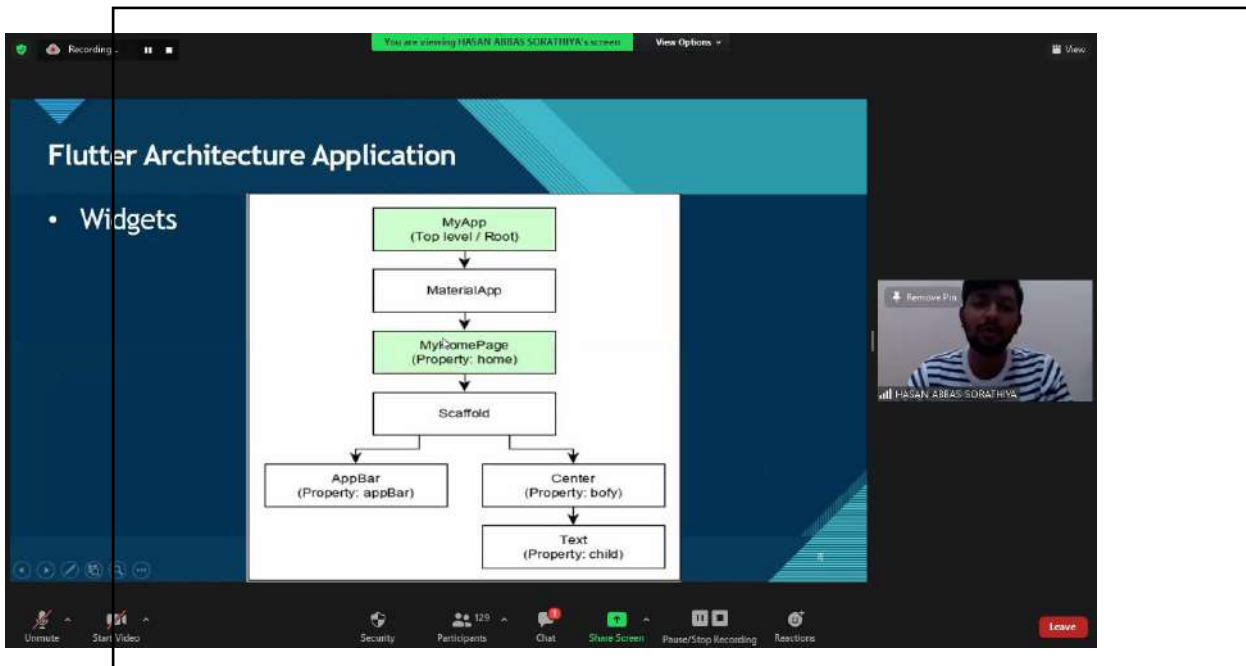 Recording...
You are viewing HASAN ABBAS SORATHIYA's screen
View Options
View
Flutter Architecture Application
• Widgets
MyApp
(Top level / Root)
MaterialApp
MyHomePage
(Property: home)
Scaffold
AppBar
(Property: appBar)
Center
(Property: bofy)
Text
(Property: child)
Remove Pin
HASAN ABBAS SORATHIYA
Unmute
Start Video
Security
129
Participants
1
Chat
Share Screen
Pause/Stop Recording
Reactions
Leave